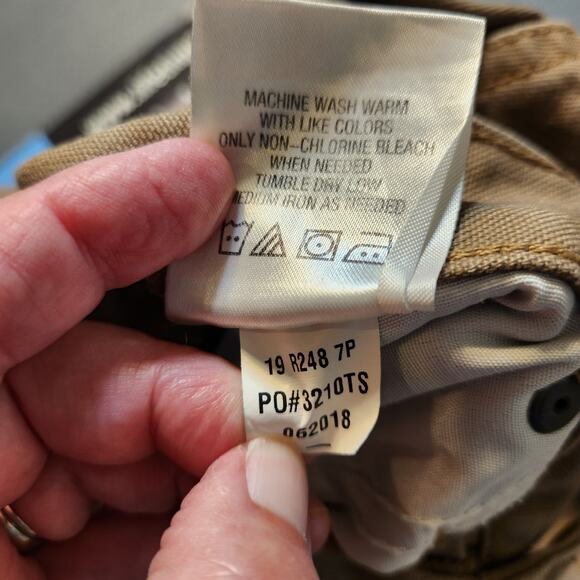 MACHINE WASH WARM
WITH LIKE COLORS
ONLY NON-CHLORINE BLEACH
WHEN NEEDED
TUMBLE DRY LOW
MEDIUM IRON AS NEEDED
19 R248 7P
PO#3210TS
062018